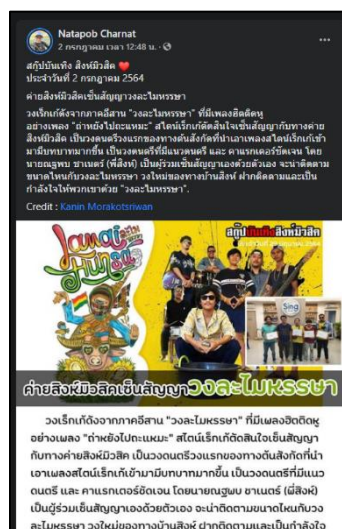 Natapob Charnat
2 กรกฎาคม เวลา 12:48 น.
สกู๊ปบันเทิง สิงห์มิวสิค
ประจำวันที่ 2 กรกฎาคม 2564
ค่ายสิงห์มิวสิคเซ็นสัญญาวงละไมหรรษา
วงเร็กเก้ดังจากภาคอีสาน "วงละไมหรรษา" ที่มีเพลงฮิตติดหู
อย่างเพลง "ถ่าหยังไปถะแหมะ" สไตน์เร็กเก้ตัดสินใจเซ็นสัญญากับทางค่าย
สิงห์มิวสิค เป็นวงดนตรีวงแรกของทางต้นสังกัดที่นำเอาเพลงสไตน์เร็กเก้เข้า
มามีบทบาทมากขึ้น เป็นวงดนตรีที่มีแนวดนตรี และ คาแรกเตอร์ชัดเจน โดย
นายณฐพบ ชาเนตร์ (พี่สิงห์) เป็นผู้ร่วมเซ็นสัญญาเองด้วยตัวเอง จะน่าติดตาม
ขนาดไหนกับวงละไมหรรษา วงใหม่ของทางบ้านสิงห์ ฝากติดตามและเป็น
กำลังใจให้พวกเขาด้วย "วงละไมหรรษา".
Credit : Kanin Morakotsriwan
สกู๊ปบันเทิงสิงห์มิวสิค
Sing
ค่ายสิงห์มิวสิคเซ็นสัญญาวงละไมหรรษา
วงเร็กเก้ดังจากภาคอีสาน "วงละไมหรรษา" ที่มีเพลงฮิตติดหู
อย่างเพลง "ถ่าหยังไปถะแหมะ" สไตน์เร็กเก้ตัดสินใจเซ็นสัญญา
กับทางค่ายสิงห์มิวสิค เป็นวงดนตรีวงแรกของทางต้นสังกัดที่นำ
เอาเพลงสไตน์เร็กเก้เข้ามามีบทบาทมากขึ้น เป็นวงดนตรีที่มีแนว
ดนตรี และ คาแรกเตอร์ชัดเจน โดยนายณฐพบ ชาเนตร์ (พี่สิงห์)
เป็นผู้ร่วมเซ็นสัญญาเองด้วยตัวเอง จะน่าติดตามขนาดไหนกับวง
ละไมหรรษา วงใหม่ของทางบ้านสิงห์ ฝากติดตามและเป็นกำลังใจ